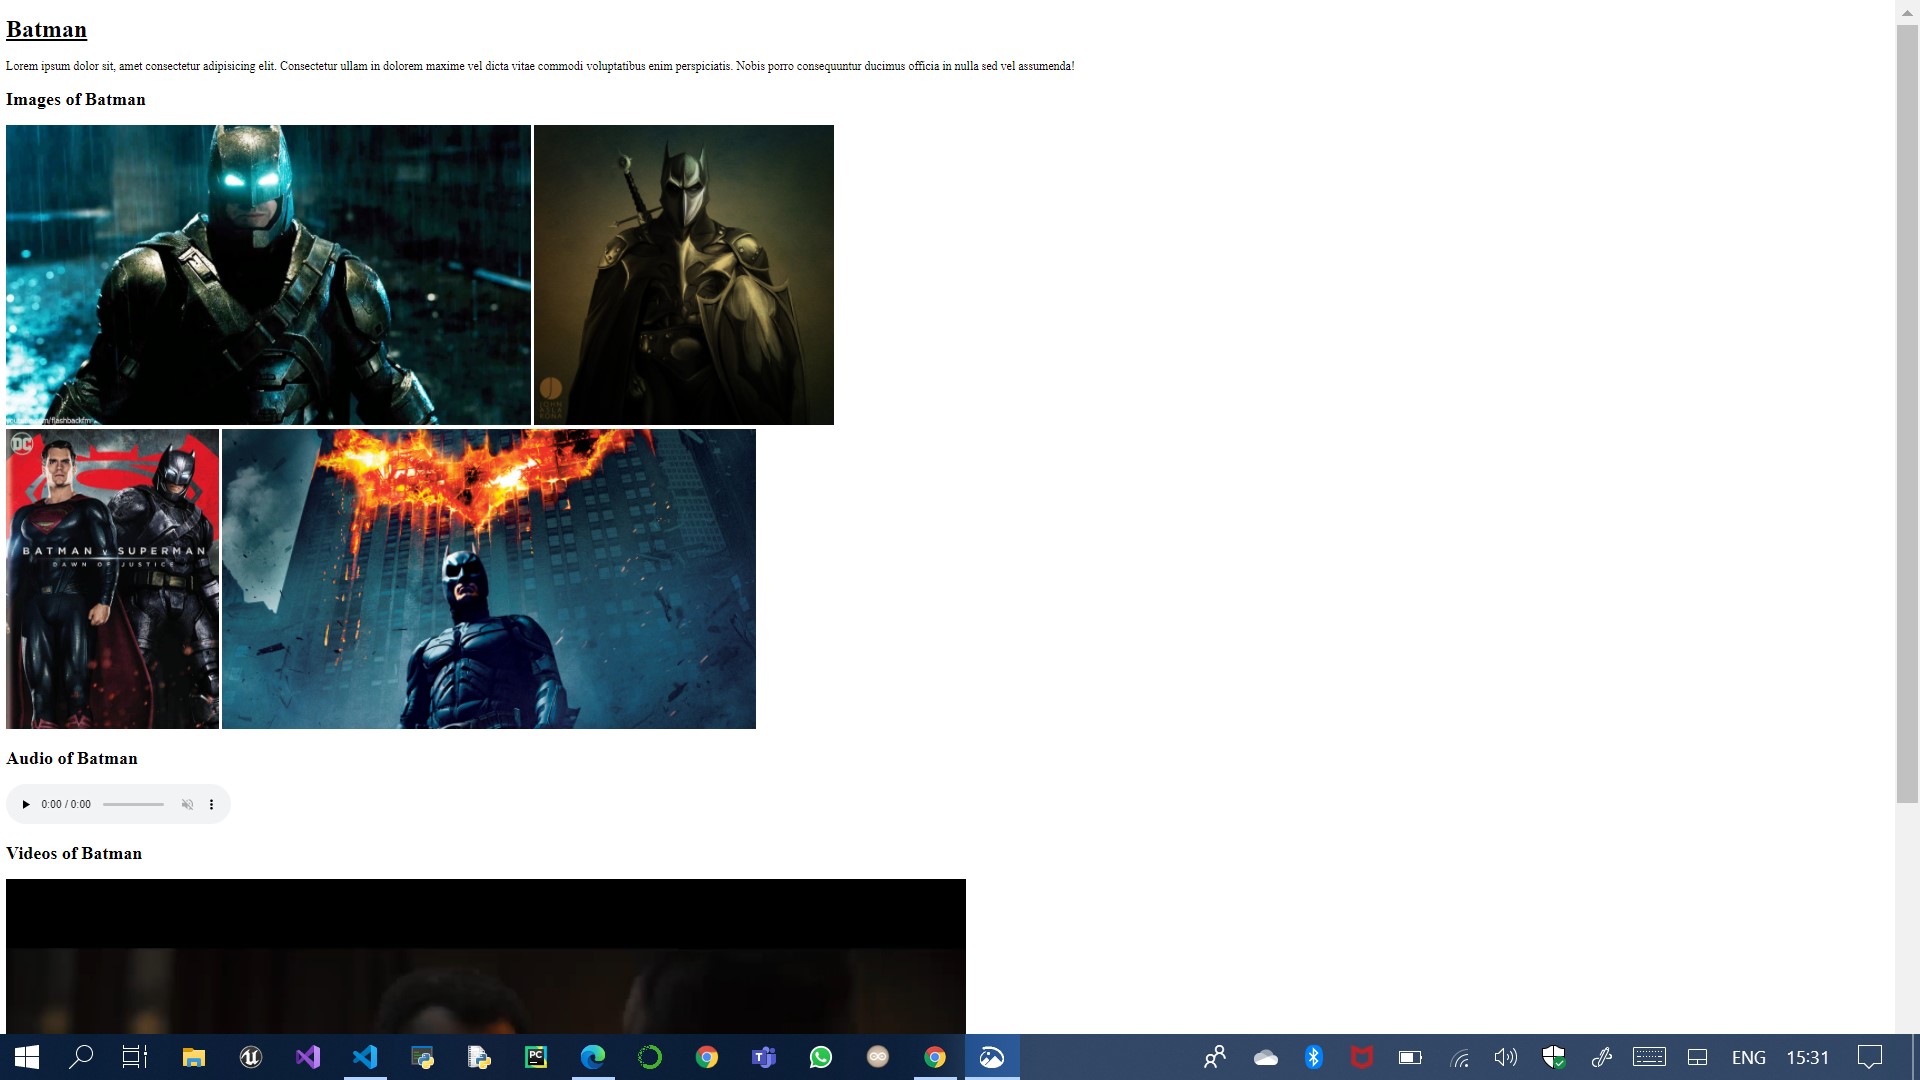 Batman
Lorem ipsum dolor sit, amet consectetur adipisicing elit. Consectetur ullam in dolorem maxime vel dicta vitae commodi voluptatibus enim perspiciatis. Nobis porro consequuntur ducimus officia in nulla sed vel assumenda!
Images of Batman
JOHN
DC
BATMAN v SUPERMAN
DAWN OF JUSTICE
Audio of Batman
0:00 / 0:00
Videos of Batman
PC
T
ENG
15:31